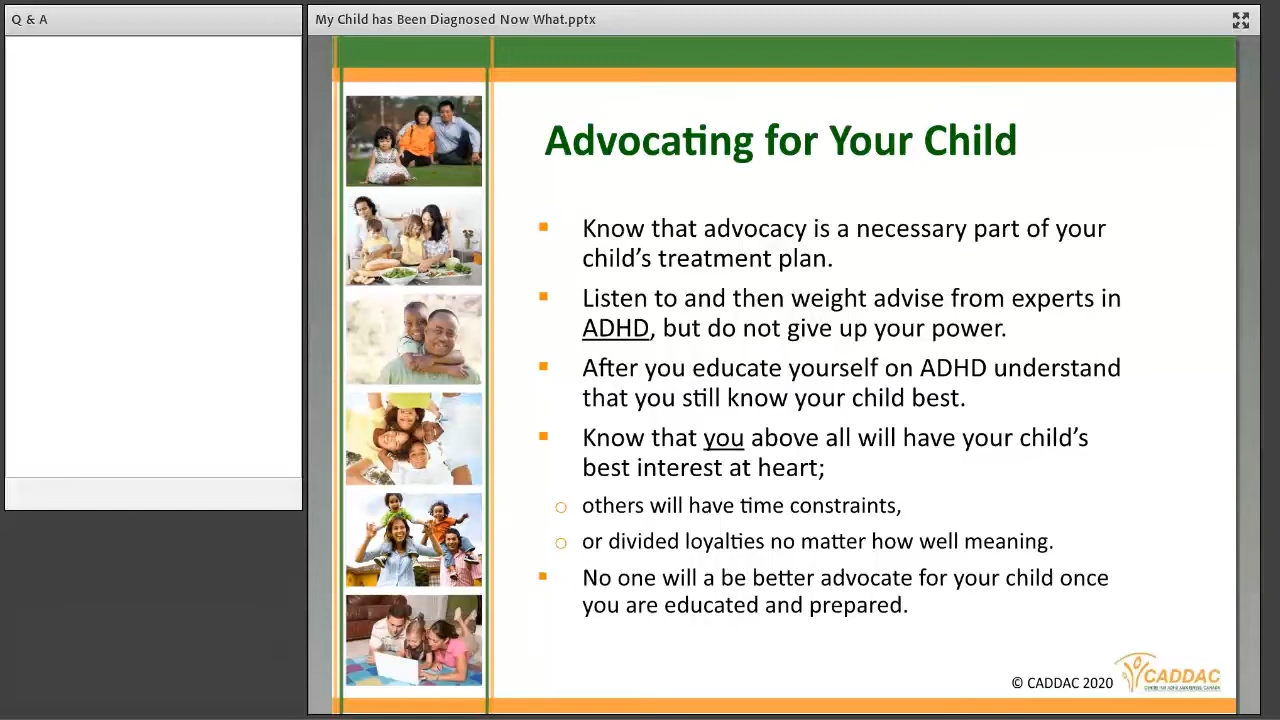 Q & A
My Child has Been Diagnosed Now What.pptx
Advocating for Your Child
Know that advocacy is a necessary part of your
child's treatment plan.
Listen to and then weight advise from experts in
ADHD, but do not give up your power.
After you educate yourself on ADHD understand
that you still know your child best.
Know that you above all will have your child's
best interest at heart;
others will have time constraints,
or divided loyalties no matter how well meaning.
No one will a be better advocate for your child once
you are educated and prepared.
© CADDAC 2020
CADDAC
CENTRE FOR ADHD AWARENESS, CANADA